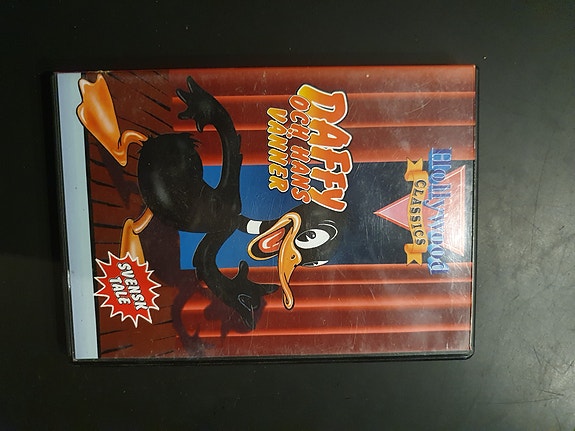 Hollywood
CLASSICS
DAFFY
OCH HANS
VÄNNER
SVENSK
TALE